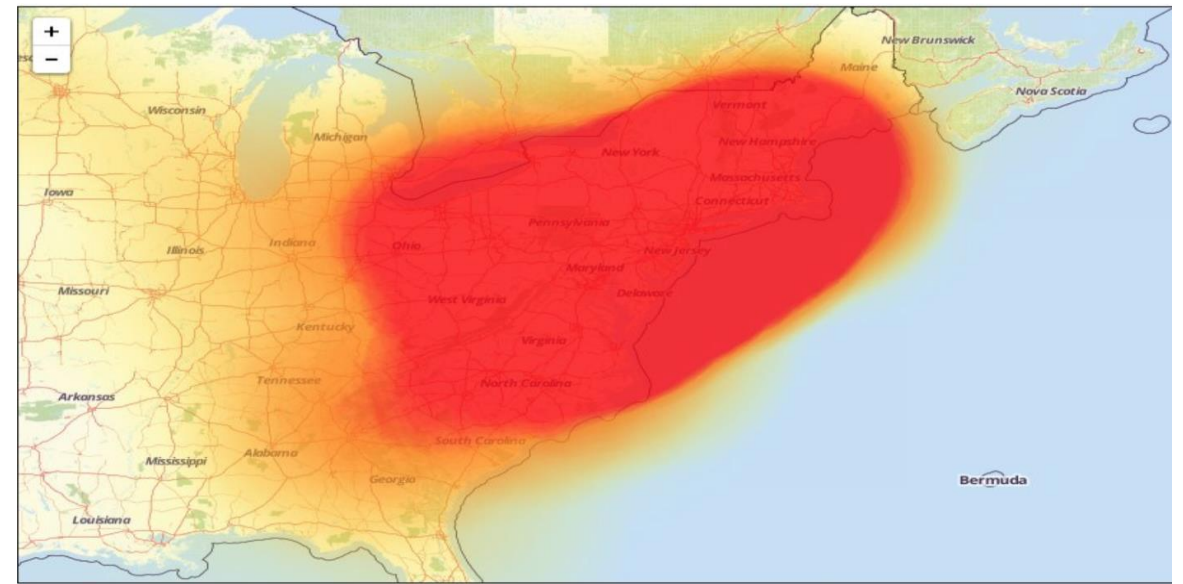 +
−
New Brunswick
Maine
Nova Scotia
Wisconsin
Vermont
Michigan
New Hampshire
New York
Massachusetts
Iowa
Connecticut
Pennsylvania
Indiana
Ohio
Illinois
New Jersey
Maryland
Missouri
Delaware
West Virginia
Kentucky
Virginia
Tennessee
North Carolina
Arkansas
South Carolina
Alabama
Mississippi
Georgia
Bermuda
Louisiana